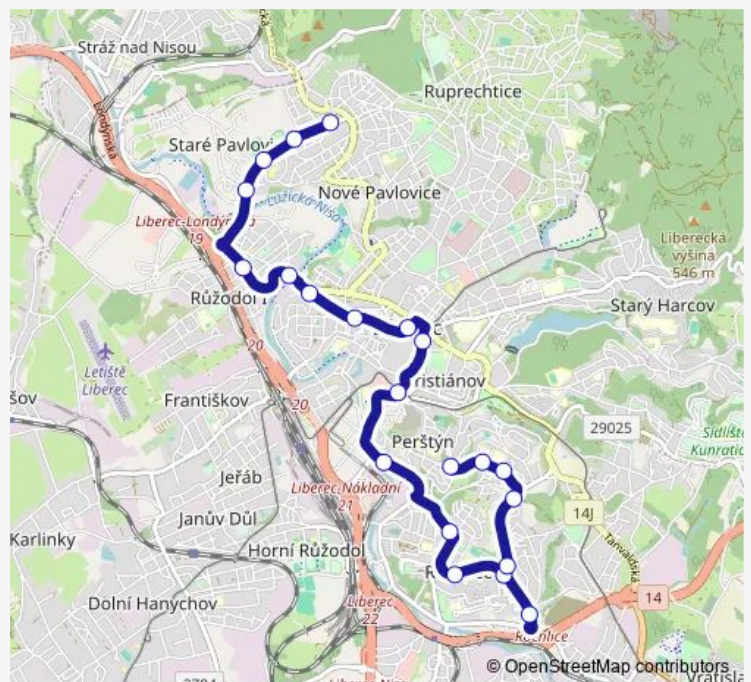 Stráž nad Nisou
Ruprechtice
Londýnská
Staré Pavlovi
Nové Pavlovice
Lužická Nisa
Liberec-Londýnská
19
Liberecká
výšina
546 m
Růžodol I
Starý Harcov
20
Letiště
Liberec
ristiánov
Františkov
20
29025
Perštýn
Sídliště
Kunratic
Jeřáb
Liberec-Nákladní
21
14J
Janův Důl
Karlinky
Horní Růžodol
Tanvaldská
Dolní Hanychov
Liberec
22
14
Rochlice
© OpenStreetMap contributors
Vratisla